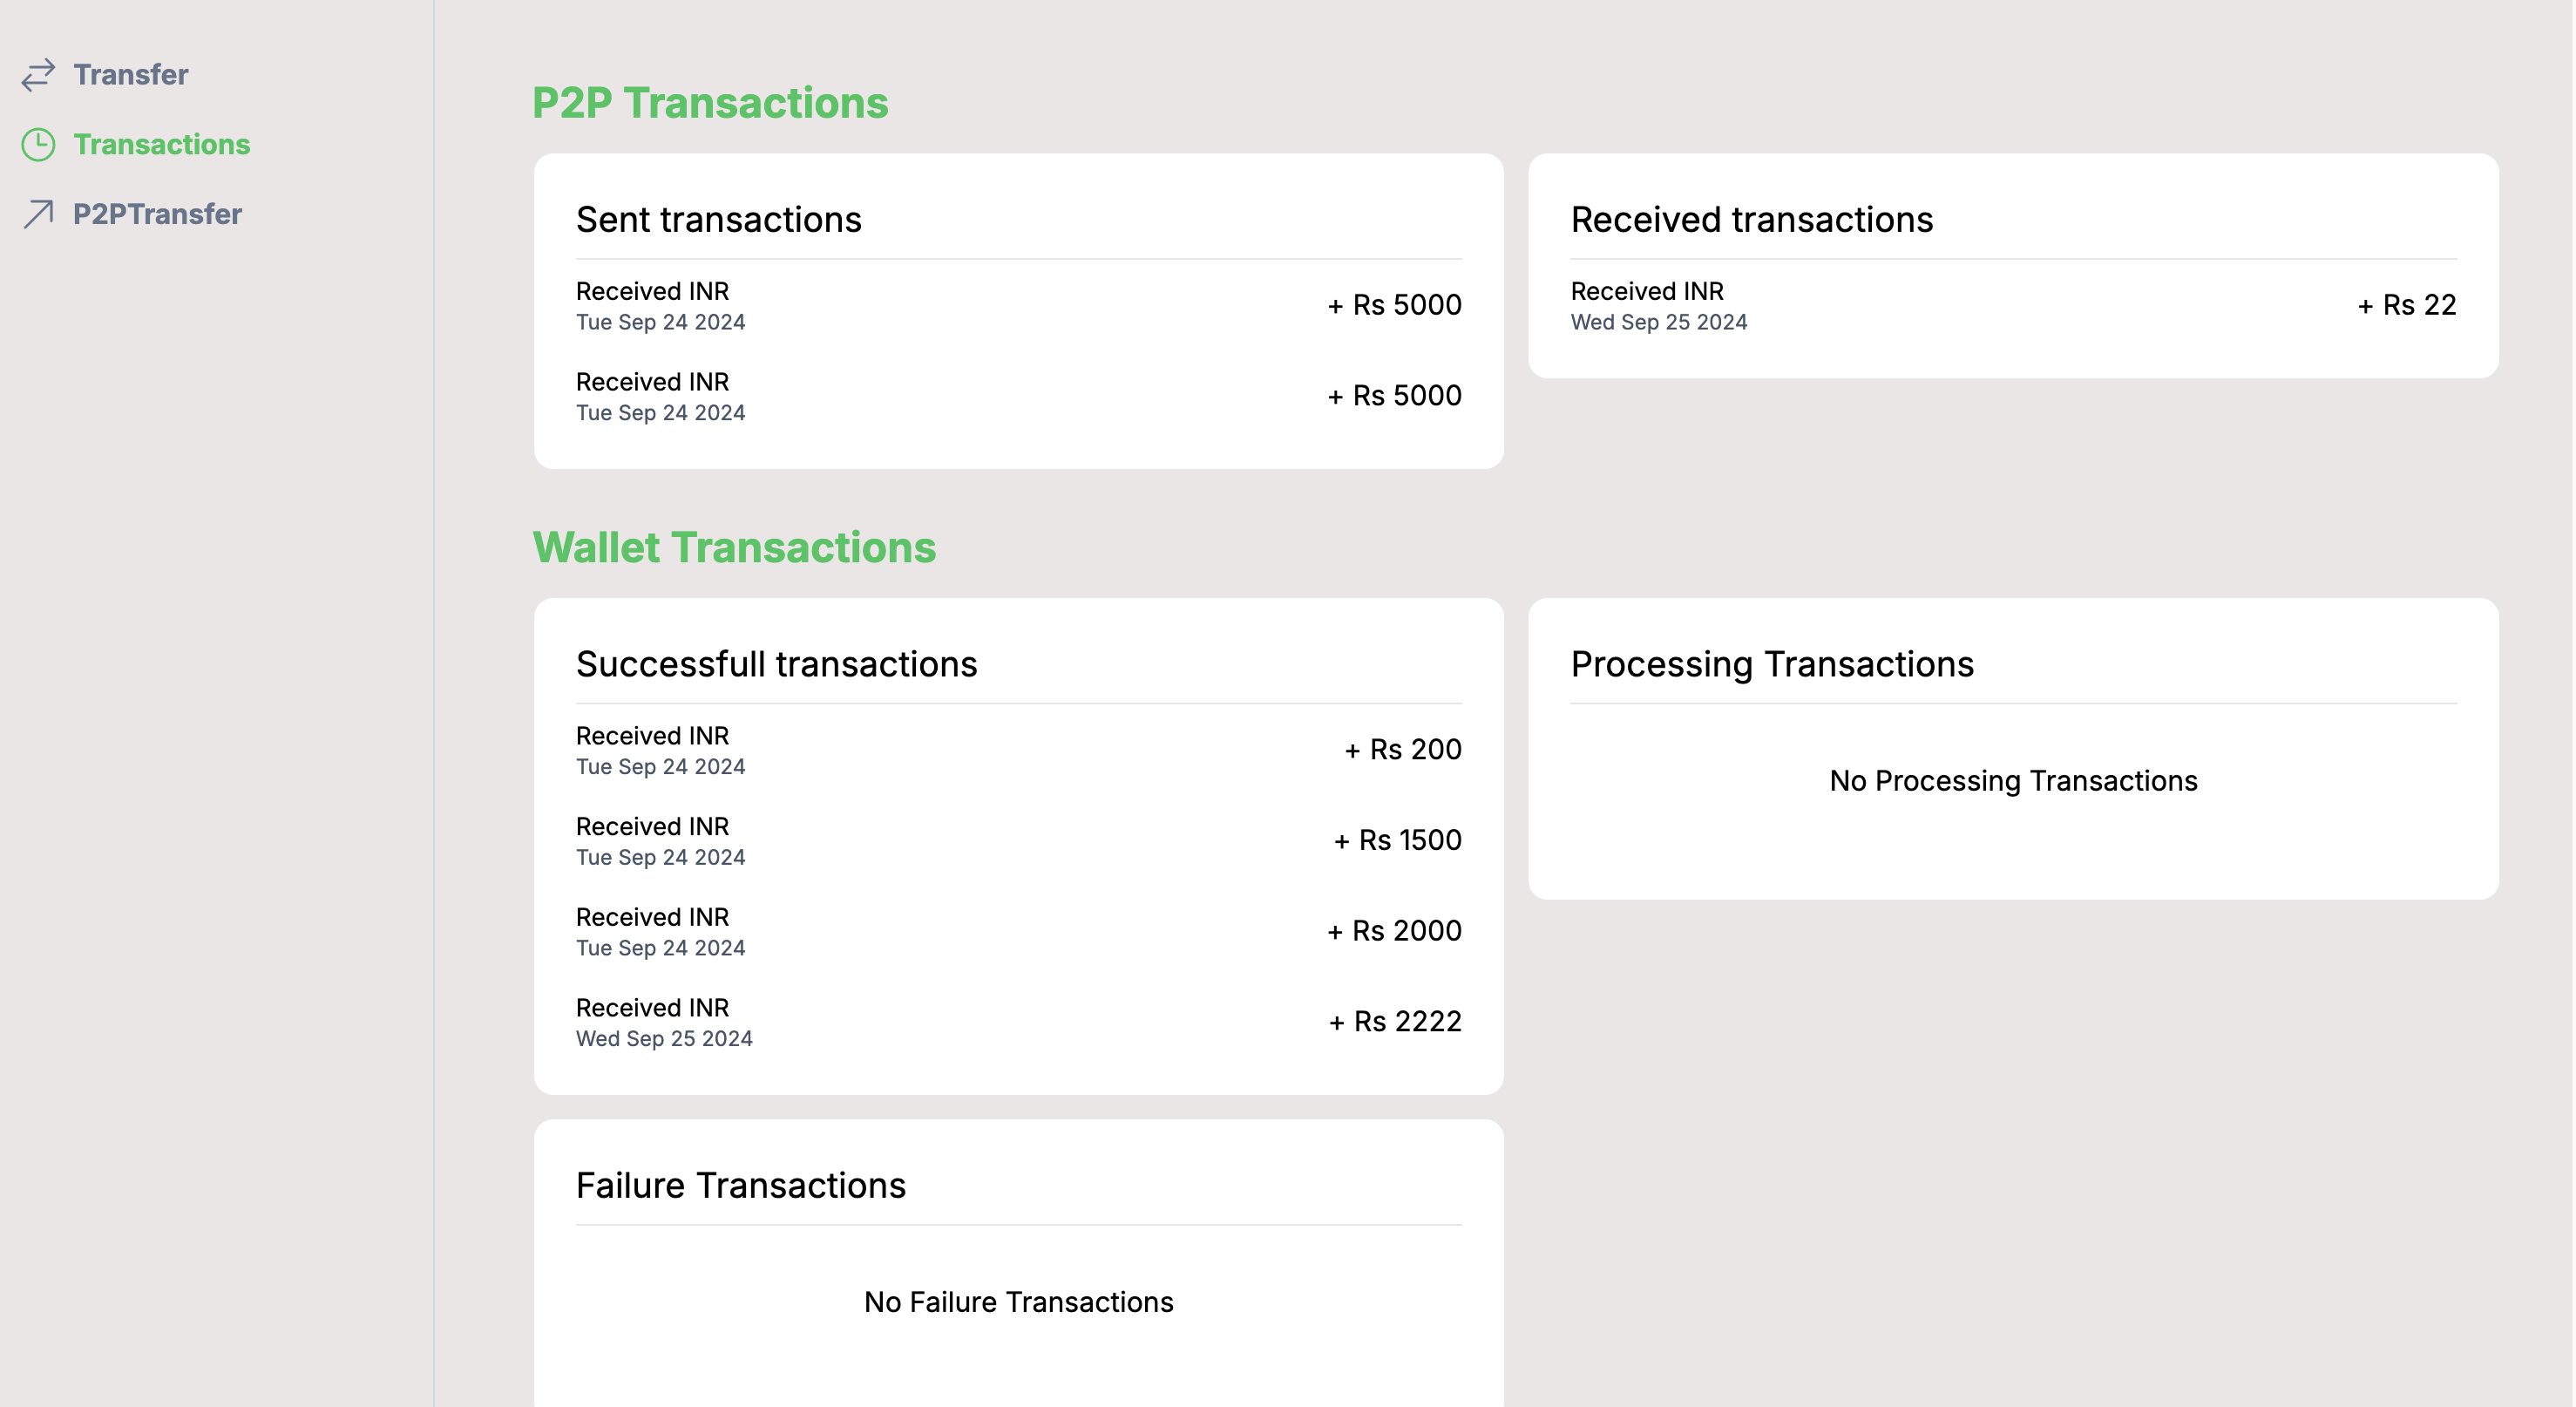 Transfer
Transactions
P2PTransfer
P2P Transactions
Sent transactions
Received INR
Tue Sep 24 2024
+ Rs 5000
Received INR
Tue Sep 24 2024
+ Rs 5000
Received transactions
Received INR
Wed Sep 25 2024
+ Rs 22
Wallet Transactions
Successfull transactions
Received INR
Tue Sep 24 2024
+ Rs 200
Received INR
Tue Sep 24 2024
+ Rs 1500
Received INR
Tue Sep 24 2024
+ Rs 2000
Received INR
Wed Sep 25 2024
+ Rs 2222
Processing Transactions
No Processing Transactions
Failure Transactions
No Failure Transactions